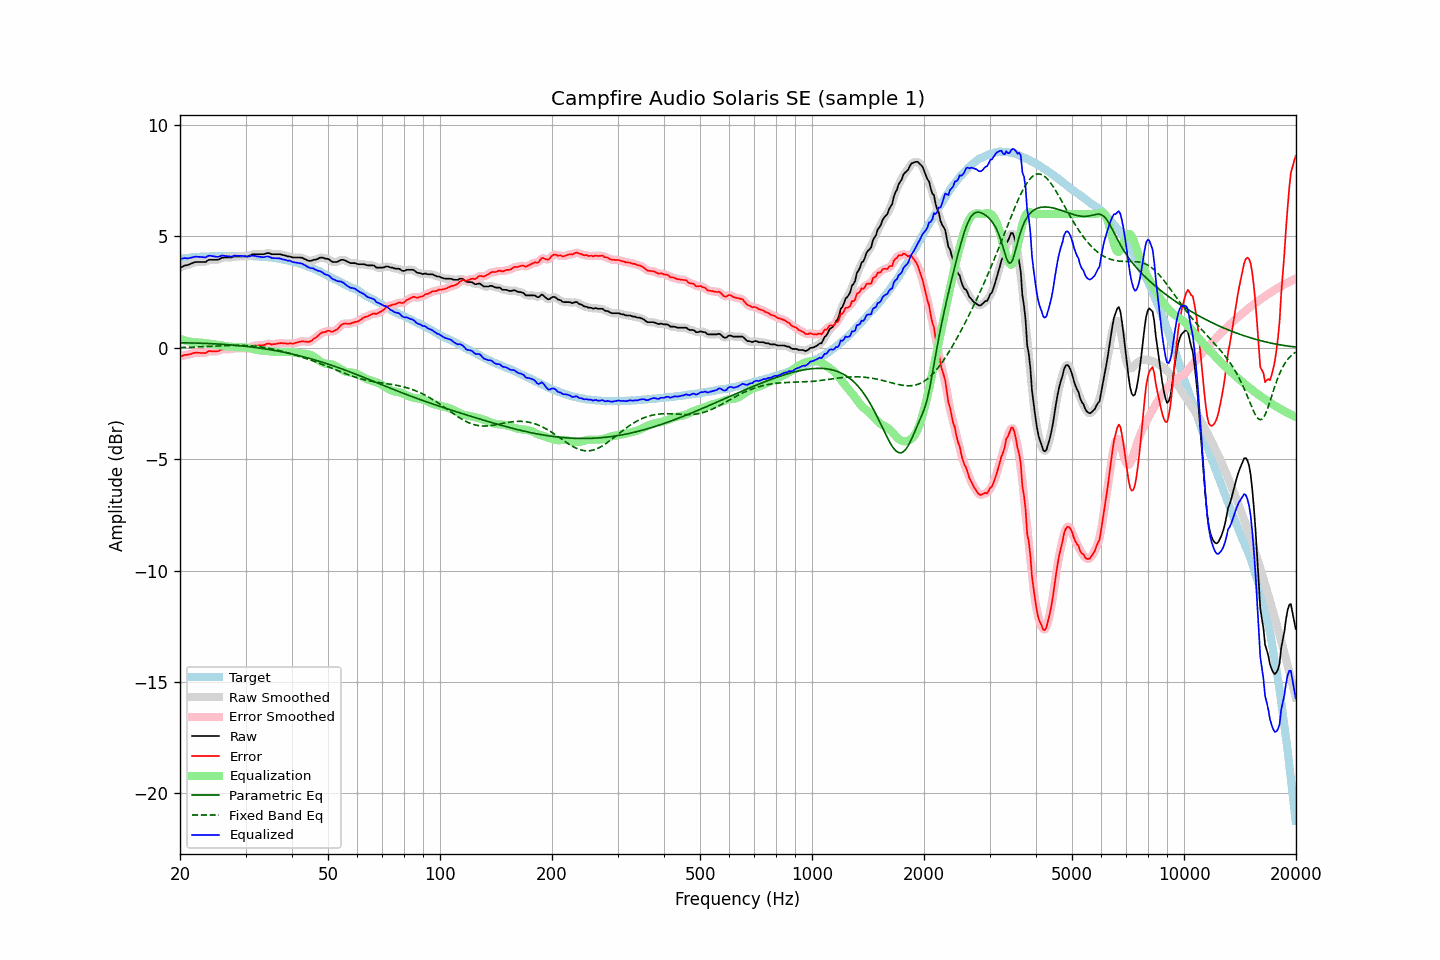 Campfire Audio Solaris SE (sample 1)
10
5
0
−5
−10
−15
−20
Amplitude (dBr)
Target
Raw Smoothed
Error Smoothed
Raw
Error
Equalization
Parametric Eq
Fixed Band Eq
Equalized
20 50 100 200 500 1000 2000 5000 10000 20000
Frequency (Hz)